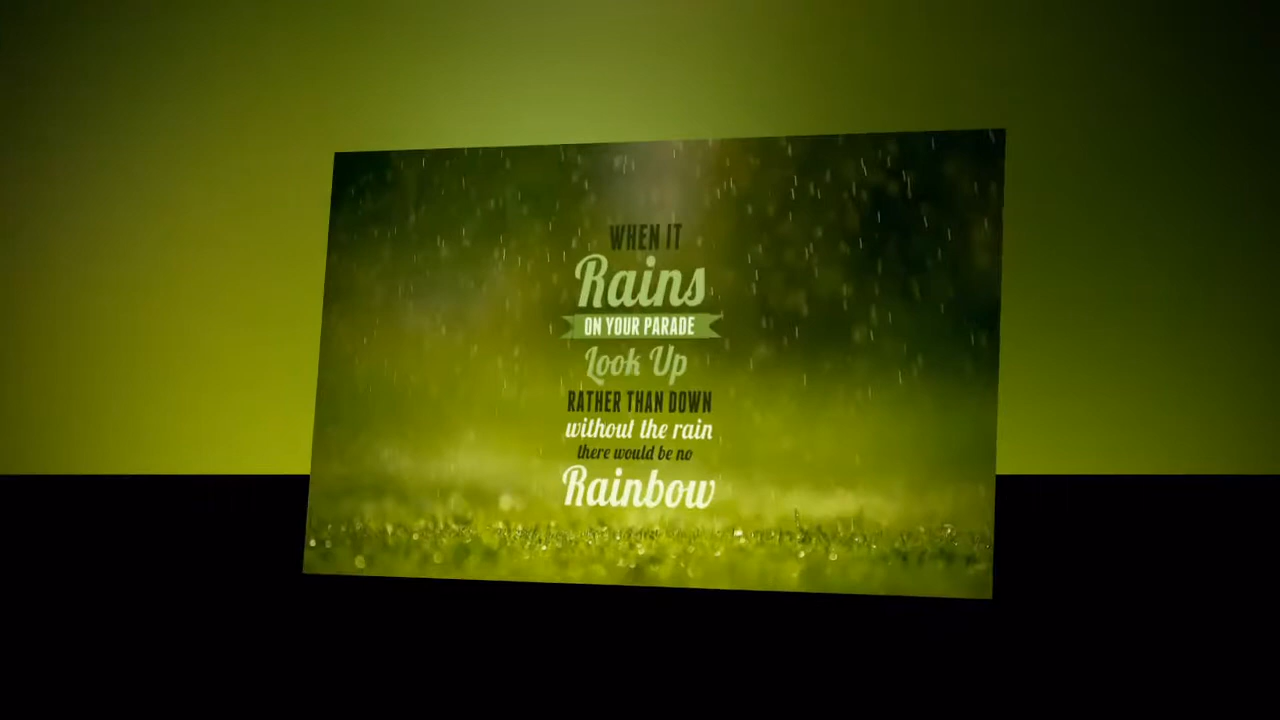 WHEN IT
Rains
ON YOUR PARADE
Look Up
RATHER THAN DOWN
without the rain
there would be no
Rainbow